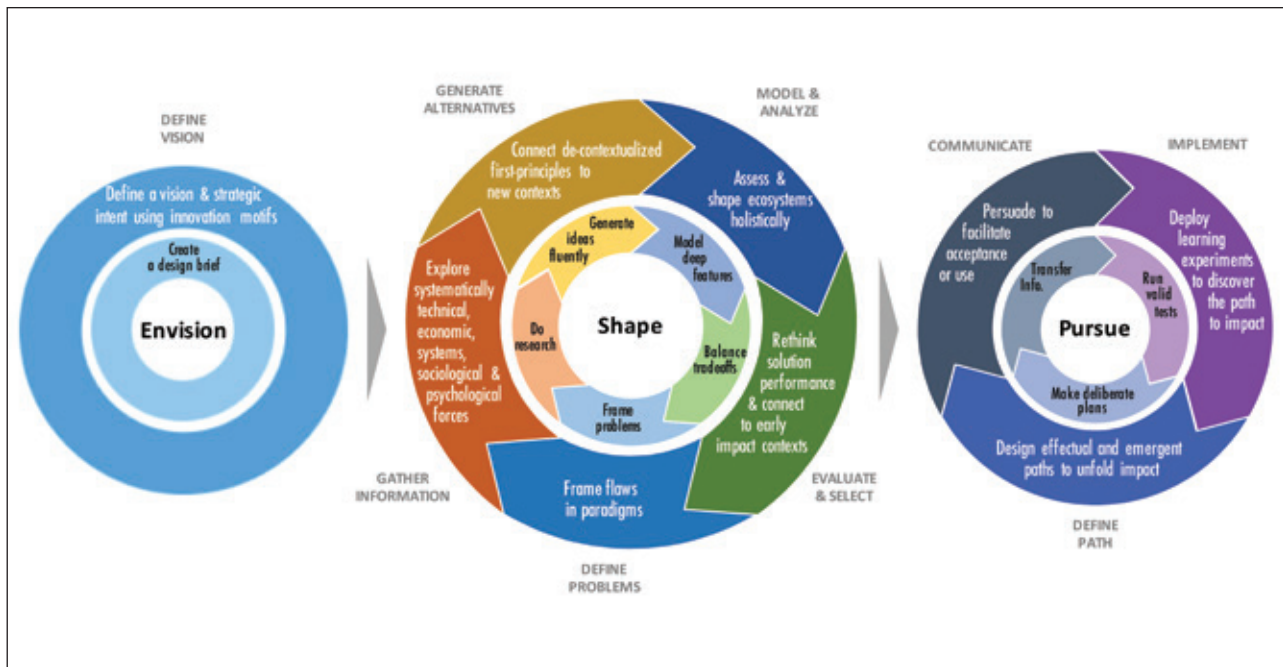 DEFINE
VISION
Define a vision & strategic
intent using innovation motifs
Create
a design brief
Envision
GENERATE
ALTERNATIVES
MODEL &
ANALYZE
Connect de-contextualized
first-principles to
new contexts
Assess &
shape ecosystems
holistically
Generate
ideas
fluently
Model
deep
features
Explore
systematically
technical,
economic,
systems,
sociological &
psychological
forces
Do
research
Shape
Balance
tradeoffs
Rethink
solution
performance
& connect
to early
impact contexts
Frame
problems
GATHER
INFORMATION
EVALUATE
& SELECT
Frame flaws
in paradigms
DEFINE
PROBLEMS
COMMUNICATE
IMPLEMENT
Persuade to
facilitate
acceptance
or use
Deploy
learning
experiments
to discover
the path
to impact
Transfer
Info.
Run
valid
tests
Pursue
Make deliberate
plans
Design effectual and emergent
paths to unfold impact
DEFINE
PATH